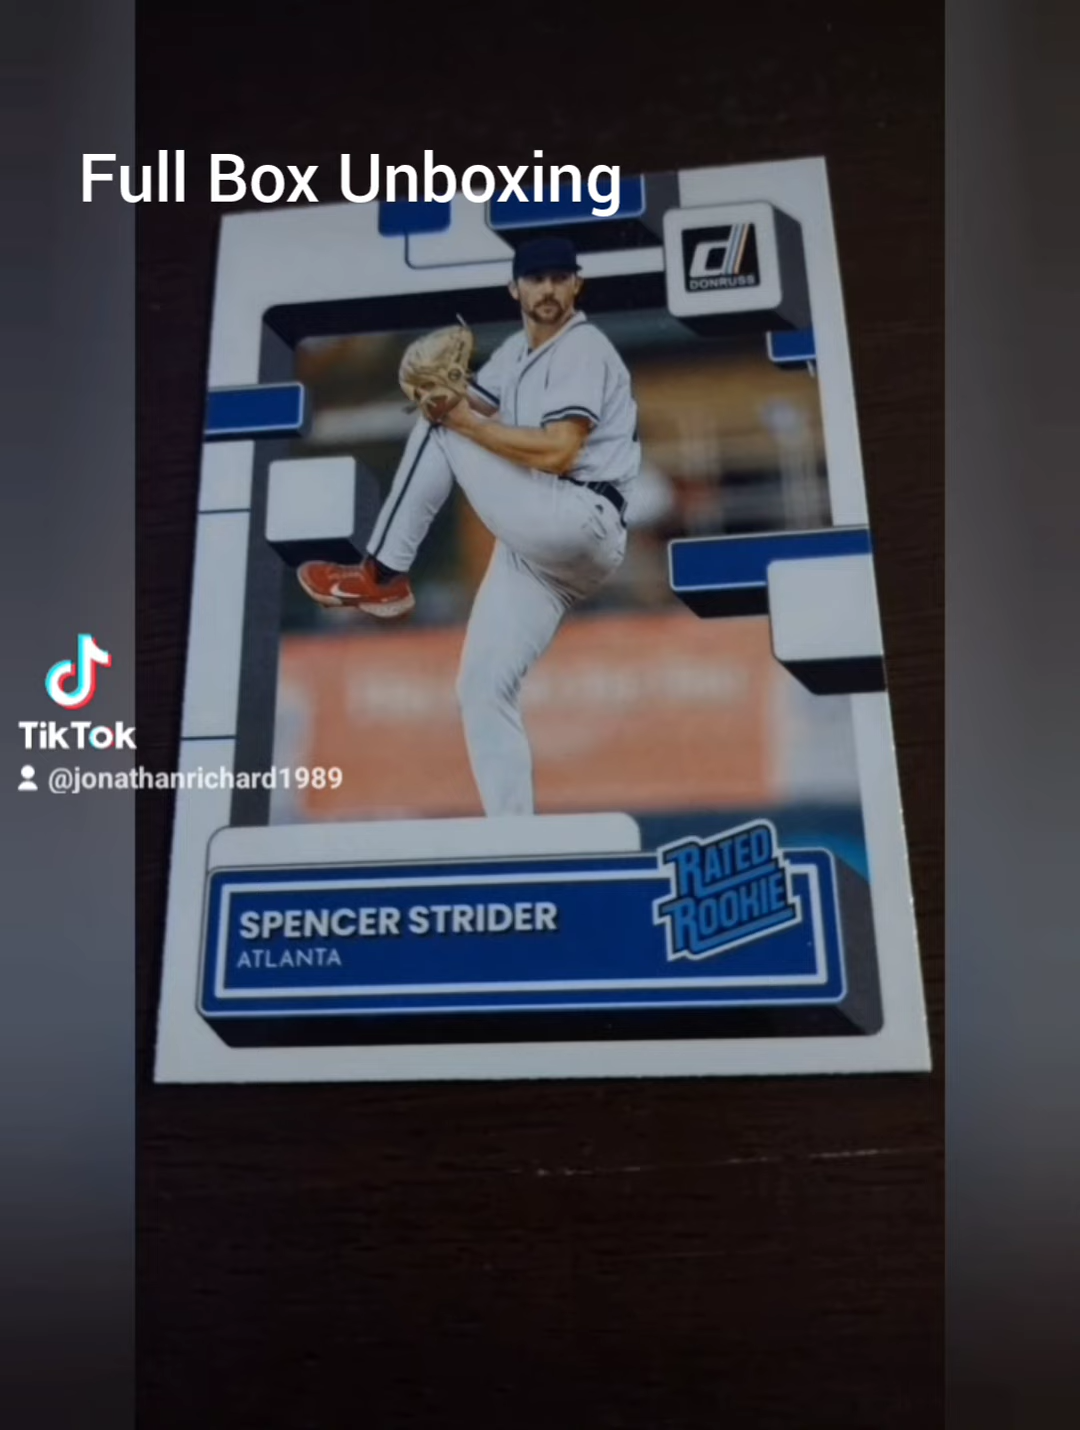 Full Box Unboxing
DONRUSS
TikTok
@jonathanrichard1989
RATED
ROOKIE
SPENCER STRIDER
ATLANTA